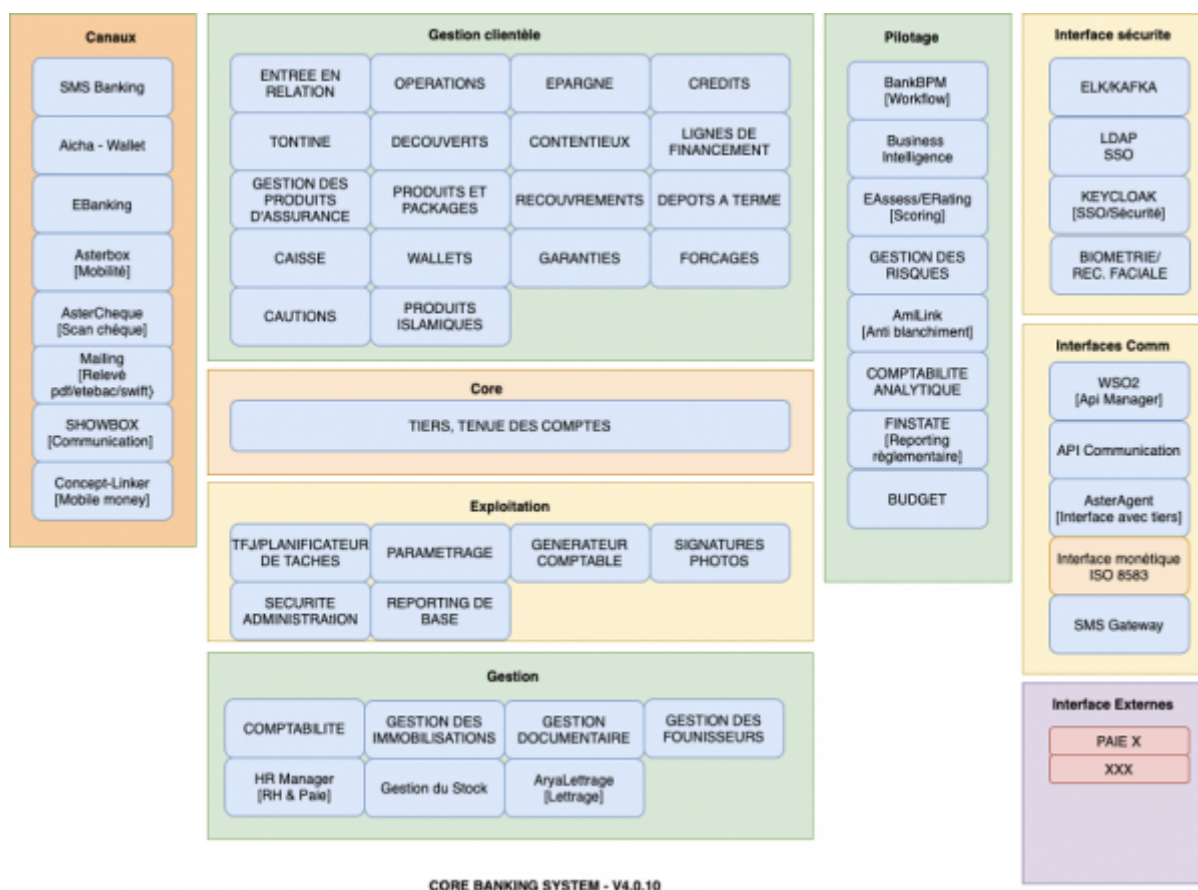 Canaux
SMS Banking
Aicha - Wallet
EBanking
Asterbox
[Mobilité]
AsterCheque
[Scan chéque]
Mailing
[Relevé
pdf/etebac/swift}
SHOWBOX
[Communication]
Concept-Linker
[Mobile money]
Gestion clientèle
ENTREE EN
RELATION
OPERATIONS
EPARGNE
CREDITS
TONTINE
DECOUVERTS
CONTENTIEUX
LIGNES DE
FINANCEMENT
GESTION DES
PRODUITS
D'ASSURANCE
PRODUITS ET
PACKAGES
RECOUVREMENTS
DEPOTS A TERME
CAISSE
WALLETS
GARANTIES
FORCAGES
CAUTIONS
PRODUITS
ISLAMIQUES
Core
TIERS, TENUE DES COMPTES
Exploitation
TFJ/PLANIFICATEUR
DE TACHES
PARAMETRAGE
GENERATEUR
COMPTABLE
SIGNATURES
PHOTOS
SECURITE
ADMINISTRAtION
REPORTING DE
BASE
Gestion
COMPTABILITE
GESTION DES
IMMOBILISATIONS
GESTION
DOCUMENTAIRE
GESTION DES
FOUNISSEURS
HR Manager
[RH & Paie]
Gestion du Stock
AryaLettrage
[Lettrage]
Pilotage
BankBPM
[Workflow]
Business
Intelligence
EAssess/ERating
[Scoring]
GESTION DES
RISQUES
AmlLink
[Anti blanchiment]
COMPTABILITE
ANALYTIQUE
FINSTATE
[Reporting
règlementaire]
BUDGET
Interface sécurite
ELK/KAFKA
LDAP
SSO
KEYCLOAK
[SSO/Sécurité]
BIOMETRIE/
REC. FACIALE
Interfaces Comm
WSO2
[Api Manager]
API Communication
AsterAgent
[Interface avec tiers]
Interface monétique
ISO 8583
SMS Gateway
Interface Externes
PAIE X
XXX
CORE BANKING SYSTEM - V4.0.10